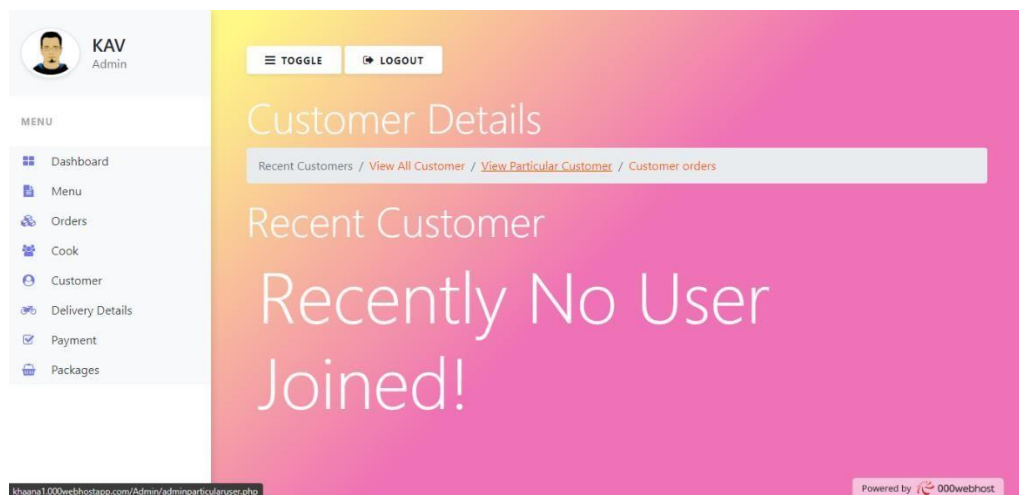 KAV
Admin
MENU
Dashboard
Menu
Orders
Cook
Customer
Delivery Details
Payment
Packages
TOGGLE
LOGOUT
Customer Details
Recent Customers / View All Customer / View Particular Customer / Customer orders
Recent Customer
Recently No User
Joined!
khaana1.000webhostapp.com/Admin/adminparticularuser.php
Powered by 000webhost